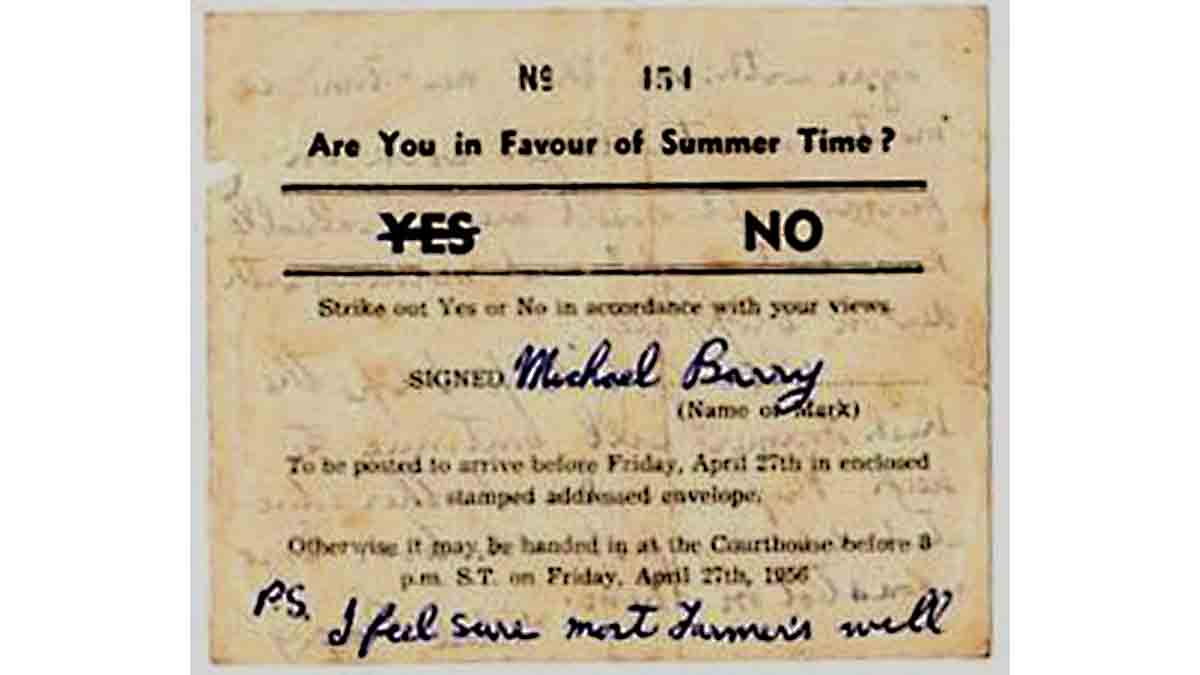 Nº 154
Are You in Favour of Summer Time?
YES NO
Strike out Yes or No in accordance with your views.
SIGNED Michael Barry
(Name or Mark)
To be posted to arrive before Friday, April 27th in enclosed
stamped addressed envelope.
Otherwise it may be handed in at the Courthouse before 8
p.m. S.T. on Friday, April 27th, 1956
P.S. I feel sure most Farmer's will